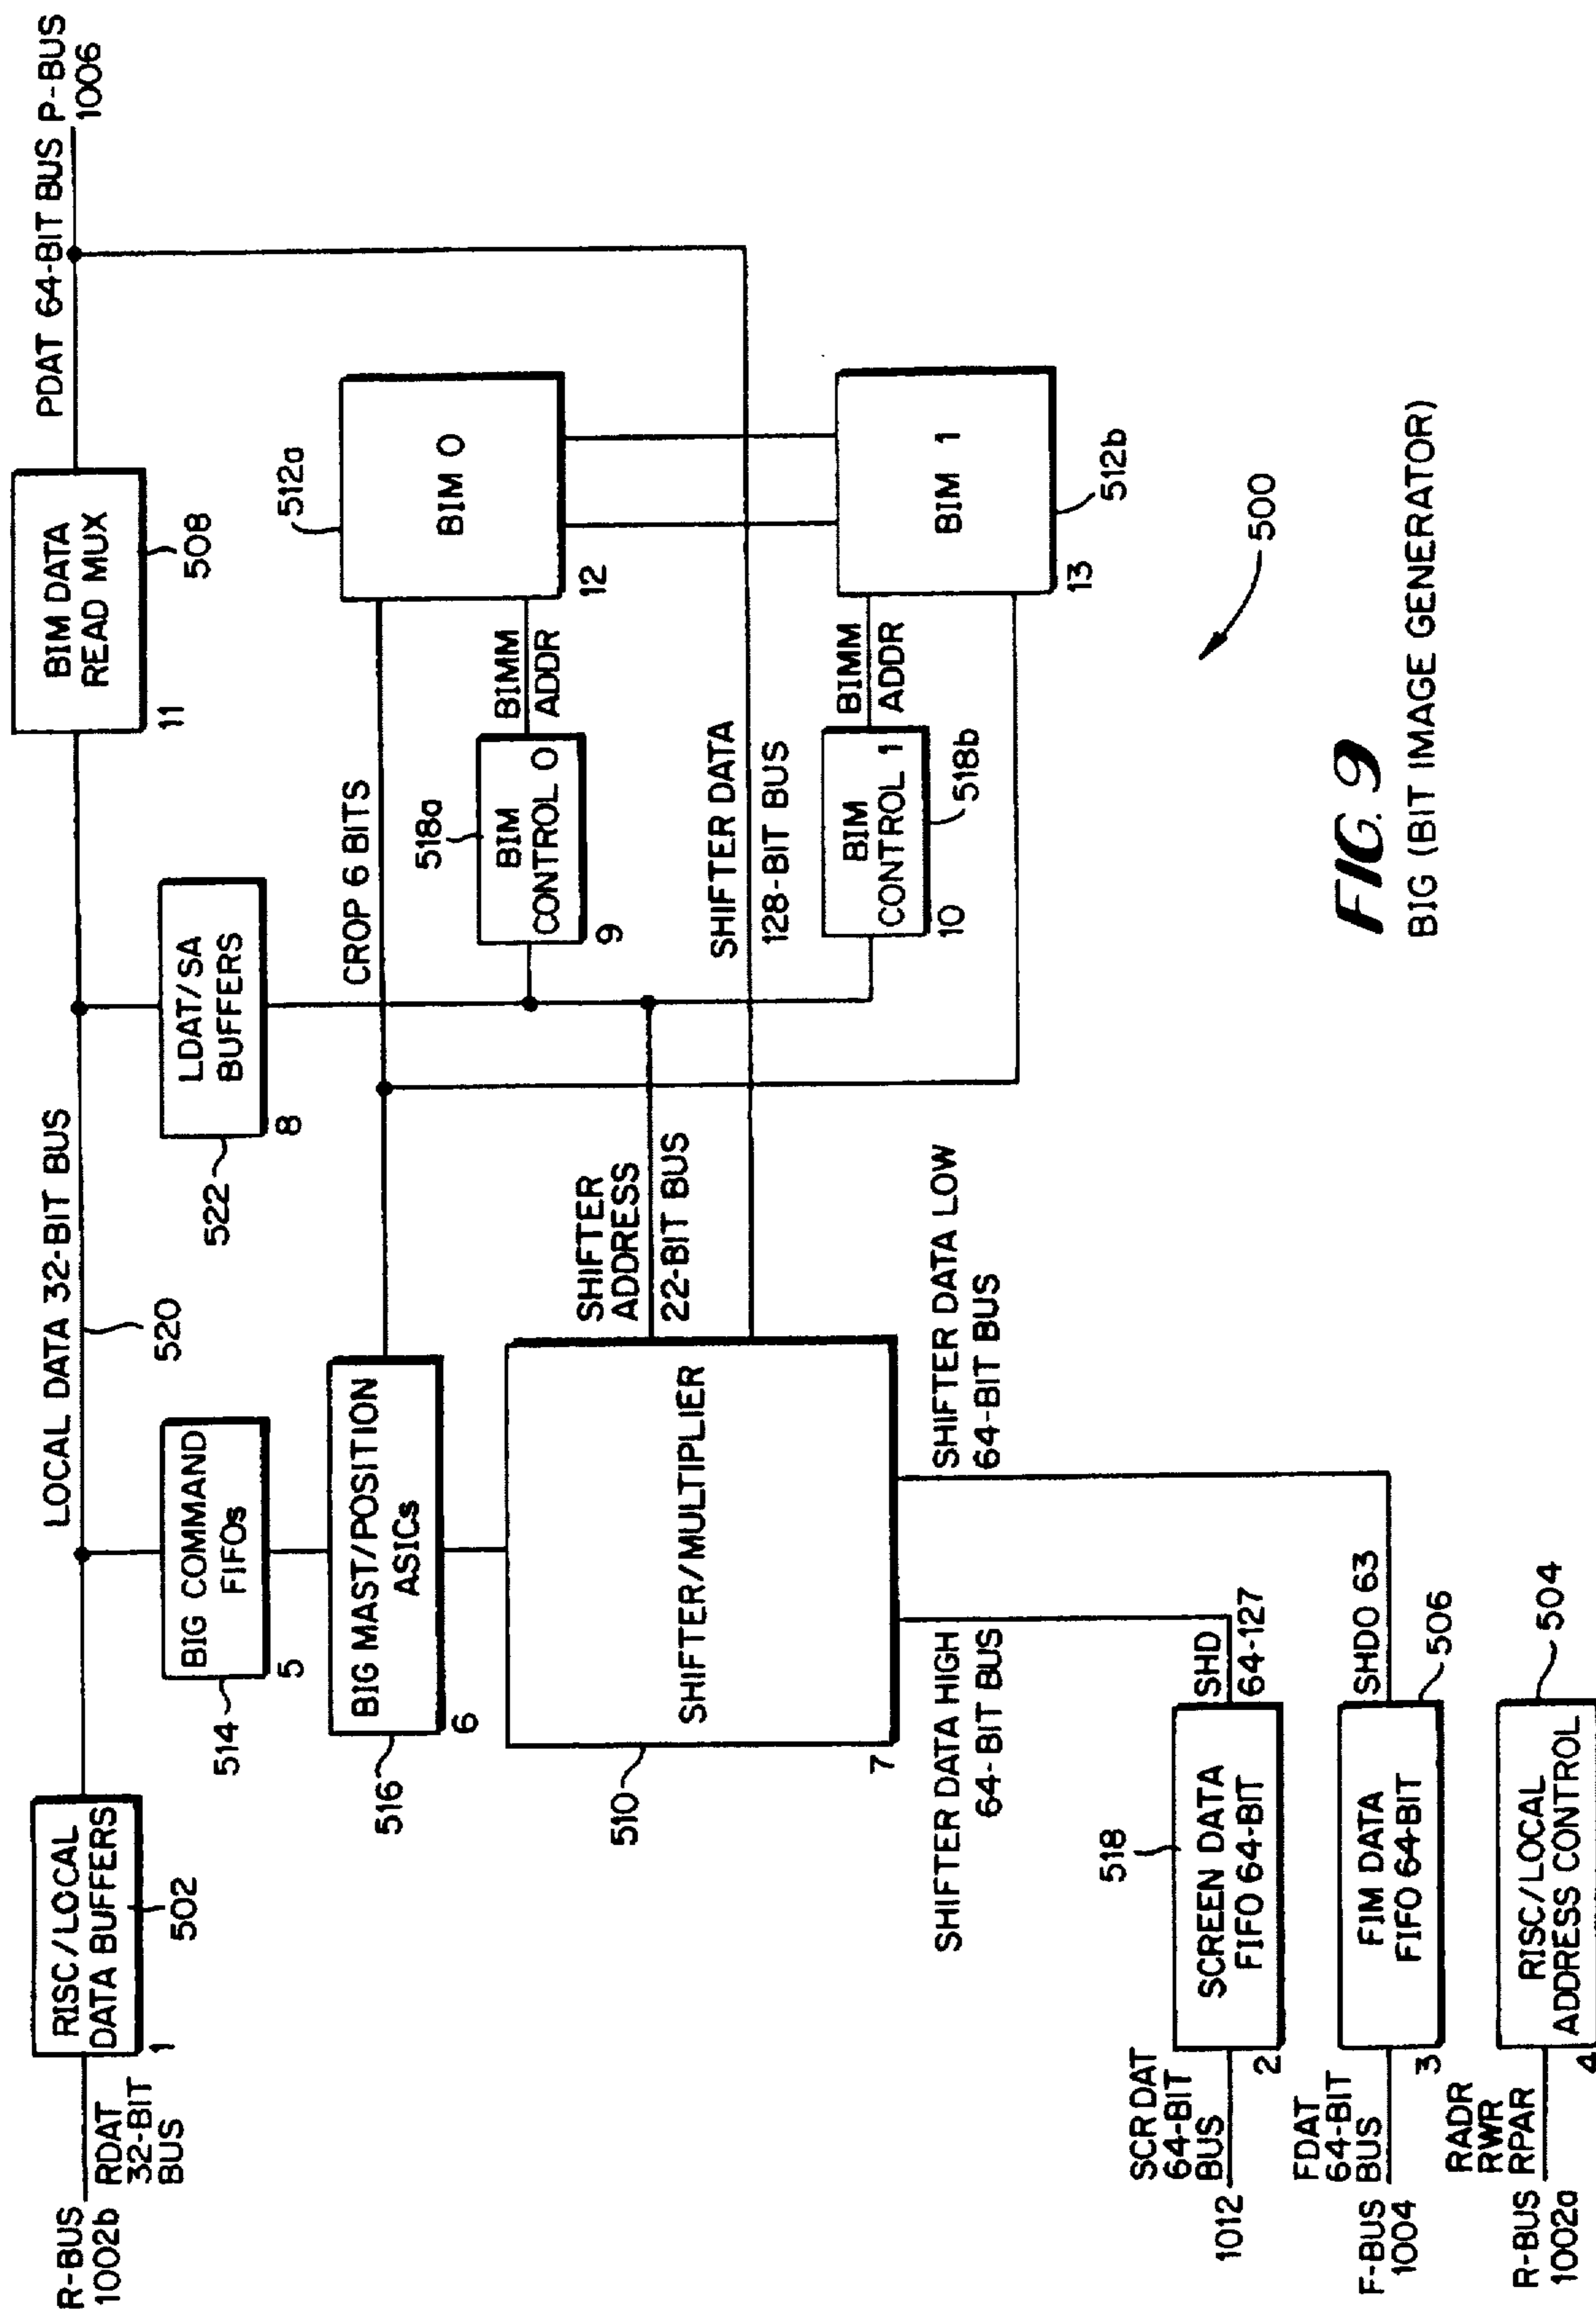 R-BUS
1002b
RDAT
32-BIT
BUS
RISC/LOCAL
DATA BUFFERS
1
502
LOCAL DATA 32-BIT BUS
520
BIM DATA
READ MUX
11
508
PDAT 64-BIT BUS
P-BUS
1006
BIG COMMAND
FIFOs
5
514
LDAT/SA
BUFFERS
8
522
BIG MAST/POSITION
ASICs
6
516
CROP 6 BITS
512a
BIM 0
12
518a
BIM
CONTROL 0
9
BIMM
ADDR
SHIFTER/MULTIPLIER
7
510
SHIFTER
ADDRESS
22-BIT BUS
SHIFTER DATA
128-BIT BUS
BIM
CONTROL 1
10
518b
BIMM
ADDR
BIM 1
13
512b
SHIFTER DATA HIGH
64-BIT BUS
SHIFTER DATA LOW
64-BIT BUS
SCRDAT
64-BIT
BUS
1012
518
SCREEN DATA
FIFO 64-BIT
2
SHD
64-127
FDAT
64-BIT
BUS
F-BUS
1004
FIM DATA
FIFO 64-BIT
3
SHD0 63
506
RADR
RWR
RPAR
R-BUS
1002a
RISC/LOCAL
ADDRESS CONTROL
4
504
500
FIG. 9
BIG (BIT IMAGE GENERATOR)